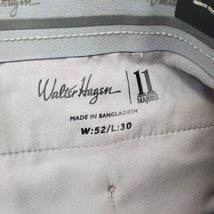 Walter Hagen
11
MAJORS
MADE IN BANGLADESH
W:52/L:30